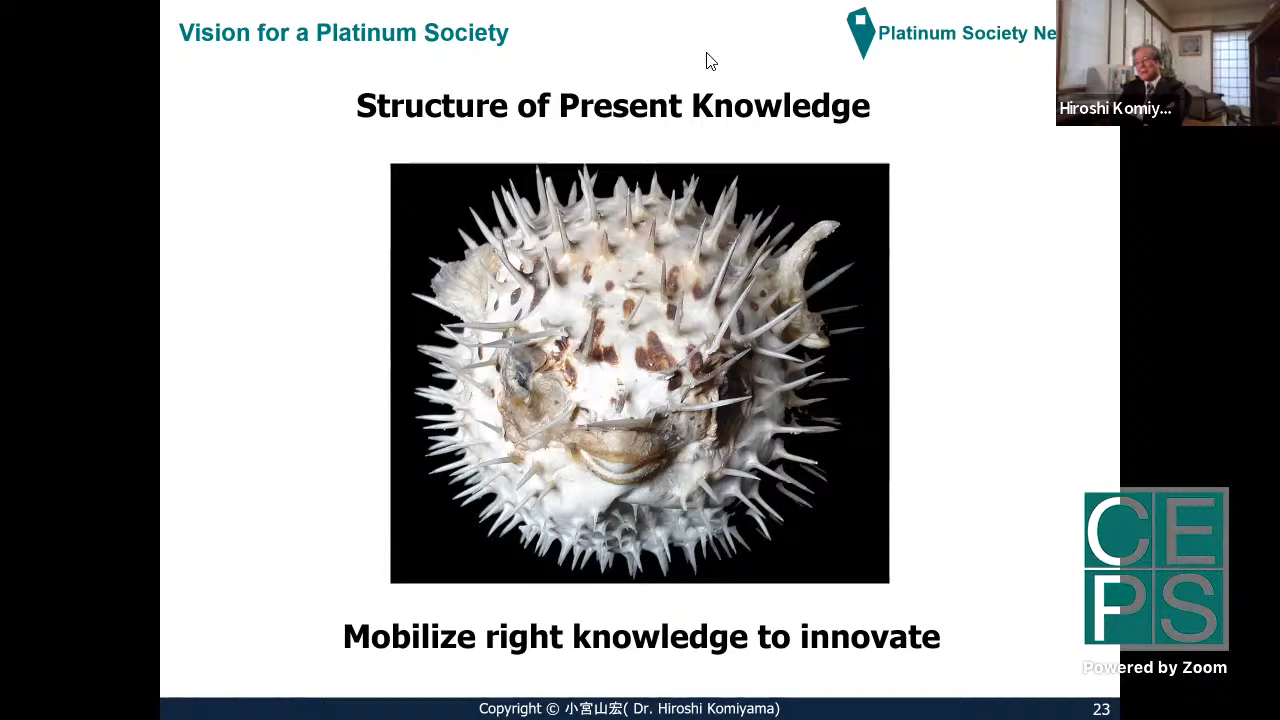 Vision for a Platinum Society
Platinum Society Ne
Hiroshi Komiy...
Structure of Present Knowledge
Mobilize right knowledge to innovate
CE
PS
Powered by Zoom
Copyright © 小宮山宏( Dr. Hiroshi Komiyama)
23